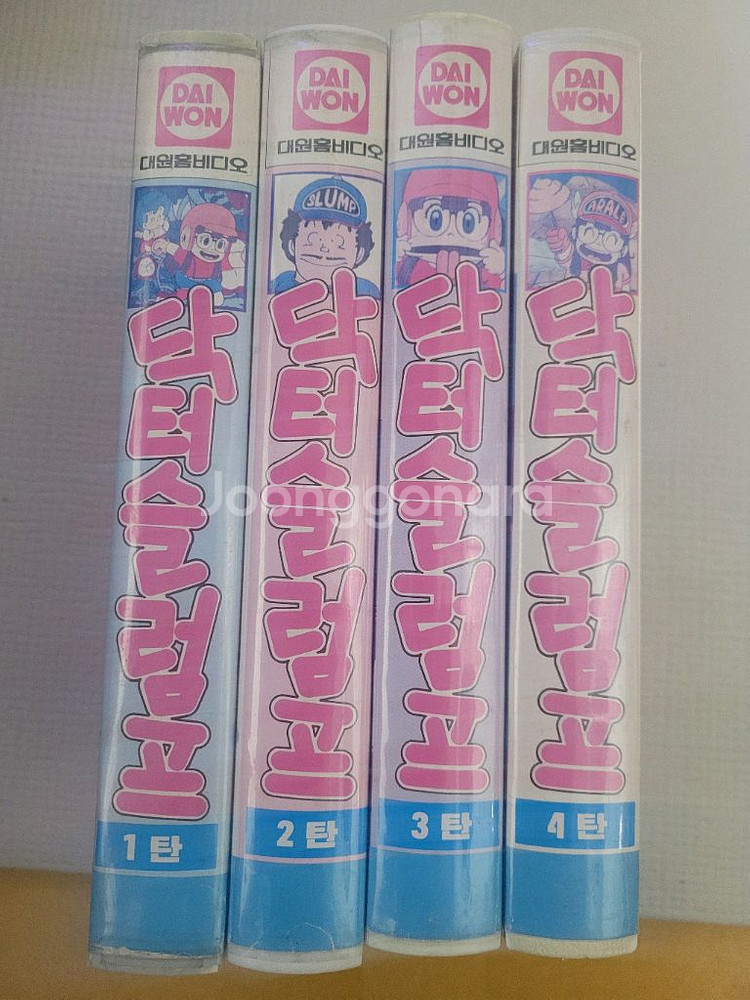 DAI
WON
대원홈비디오
닥터슬럼프
1탄
DAI
WON
대원홈비디오
SLUMP
닥터슬럼프
2탄
DAI
WON
대원홈비디오
닥터슬럼프
3탄
DAI
WON
대원홈비디오
ARALE
닥터슬럼프
4탄
Joonggonara